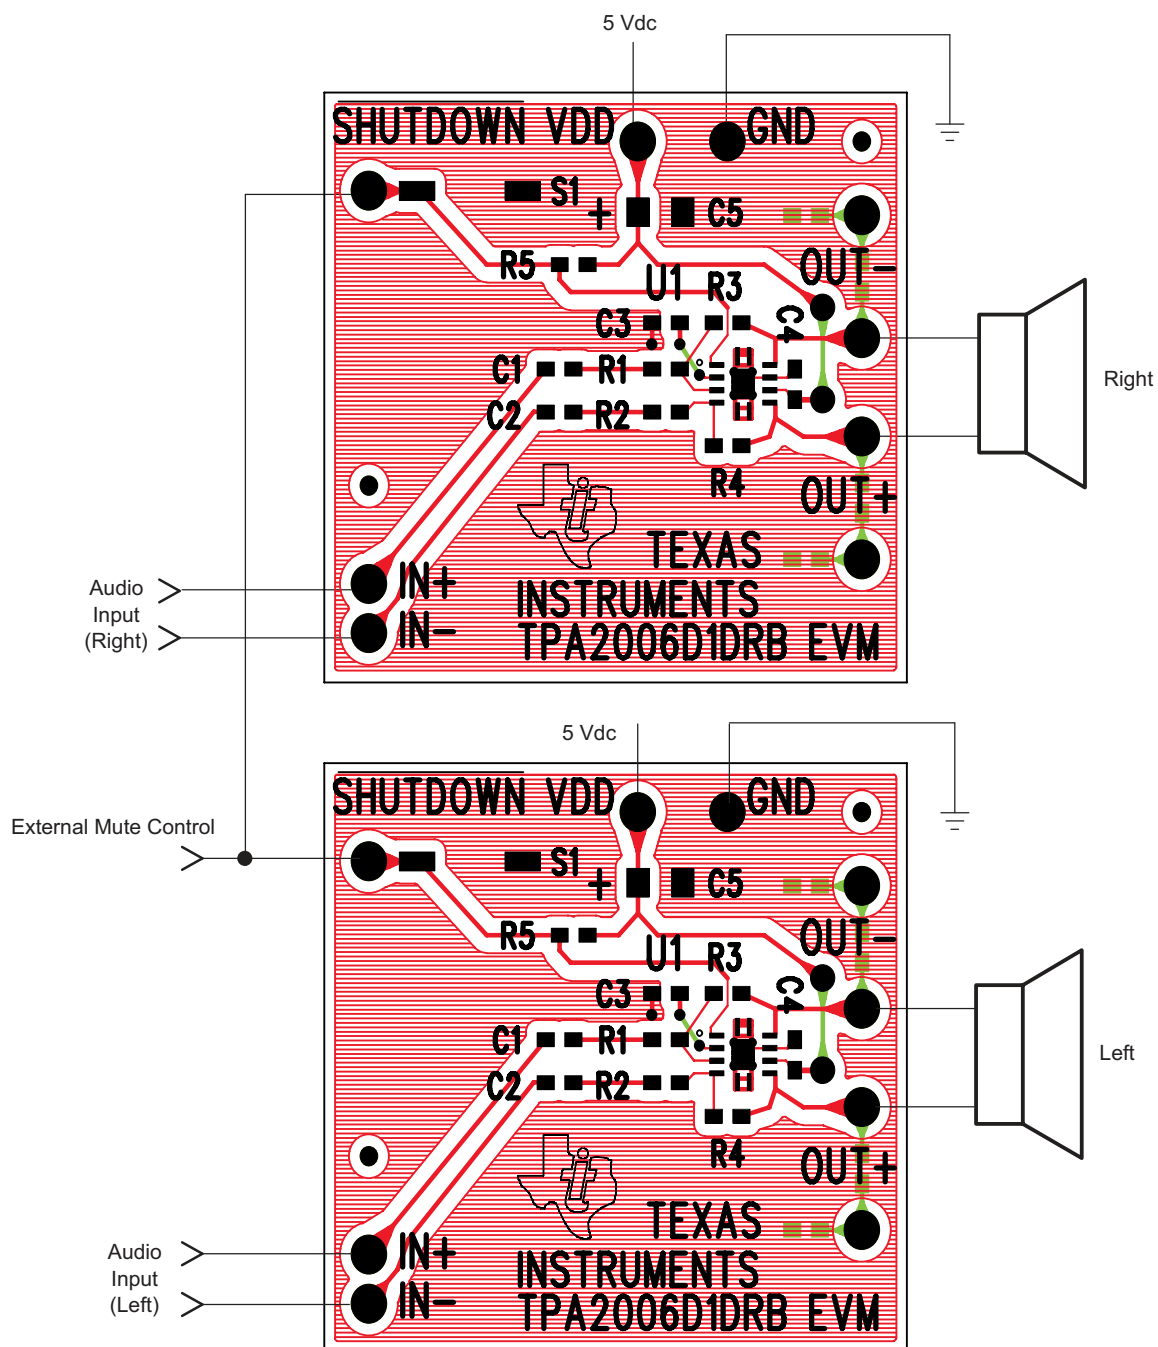 5 Vdc
SHUTDOWN VDD GND
S1
+ C5
R5 OUT-
U1 R3
C3 C4
C1 R1
C2 R2
R4
OUT+
Right
TEXAS
INSTRUMENTS
TPA2006D1DRB EVM
IN+
IN-
Audio
Input
(Right)
5 Vdc
SHUTDOWN VDD GND
External Mute Control
S1
+ C5
R5 OUT-
U1 R3
C3 C4
C1 R1
C2 R2
R4
OUT+
Left
TEXAS
INSTRUMENTS
TPA2006D1DRB EVM
IN+
IN-
Audio
Input
(Left)